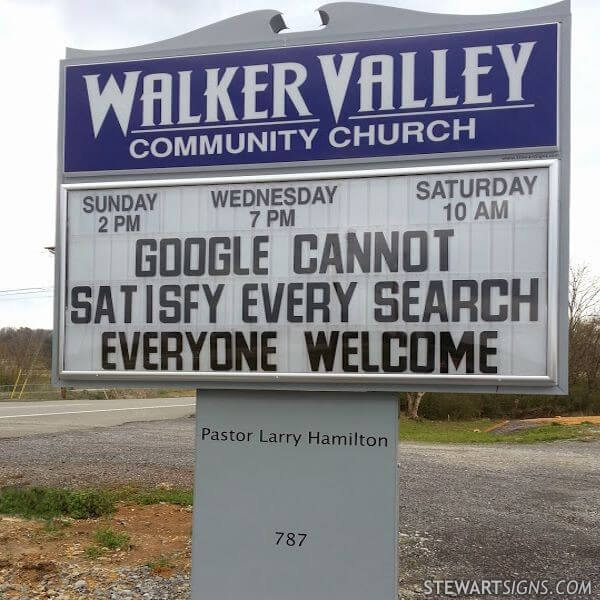 WALKER VALLEY
COMMUNITY CHURCH
SUNDAY WEDNESDAY SATURDAY
2 PM 7 PM 10 AM
GOOGLE CANNOT
SATISFY EVERY SEARCH
EVERYONE WELCOME
Pastor Larry Hamilton
787
STEWARTSIGNS.COM